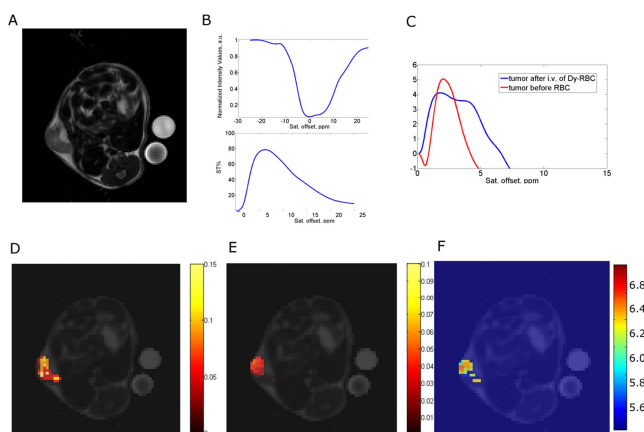 A
B
C
Normalized Intensity Values, a.u.
1
0.8
0.6
0.4
0.2
-30 -20 -10 0 10 20
Sat. offset, ppm
ST%
100
80
60
40
20
0
0 5 10 15 20 25
Sat. offset, ppm
6
5
4
3
2
1
0
-1
0 5 10 15
Sat. offset, ppm
tumor after i.v. of Dy-RBC
tumor before RBC
D
E
F
0.15
0.1
0.05
0
0.1
0.09
0.08
0.07
0.06
0.05
0.04
0.03
0.02
0.01
0
6.8
6.6
6.4
6.2
6.0
5.8
5.6
5.4